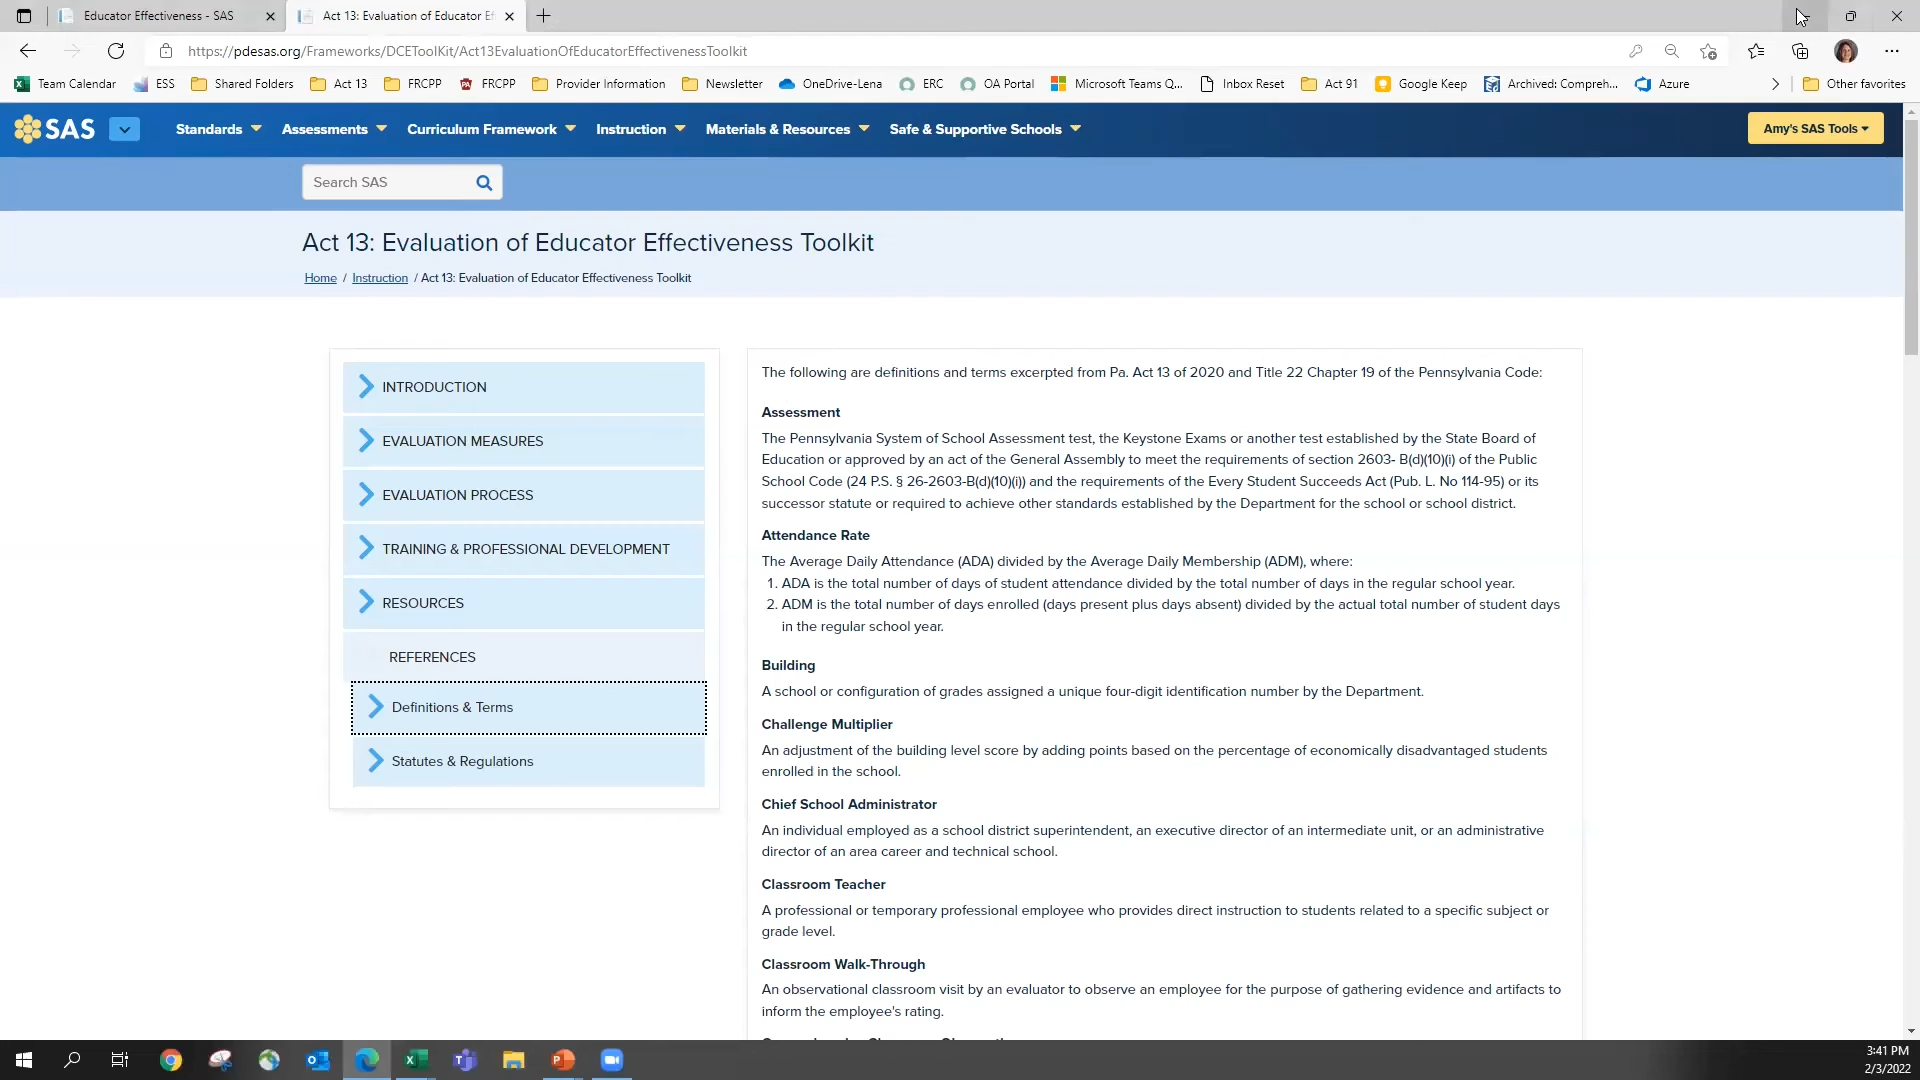 Educator Effectiveness - SAS
Act 13: Evaluation of Educator Ef
https://pdesas.org/Frameworks/DCEToolKit/Act13EvaluationOfEducatorEffectivenessToolkit
Team Calendar ESS Shared Folders Act 13 FRCPP FRCPP Provider Information Newsletter OneDrive-Lena ERC OA Portal Microsoft Teams Q... Inbox Reset Act 91 Google Keep Archived: Compreh... Azure Other favorites
SAS Standards Assessments Curriculum Framework Instruction Materials & Resources Safe & Supportive Schools Amy's SAS Tools
Search SAS
Act 13: Evaluation of Educator Effectiveness Toolkit
Home / Instruction / Act 13: Evaluation of Educator Effectiveness Toolkit
INTRODUCTION
EVALUATION MEASURES
EVALUATION PROCESS
TRAINING & PROFESSIONAL DEVELOPMENT
RESOURCES
REFERENCES
Definitions & Terms
Statutes & Regulations
The following are definitions and terms excerpted from Pa. Act 13 of 2020 and Title 22 Chapter 19 of the Pennsylvania Code:
Assessment
The Pennsylvania System of School Assessment test, the Keystone Exams or another test established by the State Board of
Education or approved by an act of the General Assembly to meet the requirements of section 2603- B(d)(10)(i) of the Public
School Code (24 P.S. § 26-2603-B(d)(10)(i)) and the requirements of the Every Student Succeeds Act (Pub. L. No 114-95) or its
successor statute or required to achieve other standards established by the Department for the school or school district.
Attendance Rate
The Average Daily Attendance (ADA) divided by the Average Daily Membership (ADM), where:
1. ADA is the total number of days of student attendance divided by the total number of days in the regular school year.
2. ADM is the total number of days enrolled (days present plus days absent) divided by the actual total number of student days
in the regular school year.
Building
A school or configuration of grades assigned a unique four-digit identification number by the Department.
Challenge Multiplier
An adjustment of the building level score by adding points based on the percentage of economically disadvantaged students
enrolled in the school.
Chief School Administrator
An individual employed as a school district superintendent, an executive director of an intermediate unit, or an administrative
director of an area career and technical school.
Classroom Teacher
A professional or temporary professional employee who provides direct instruction to students related to a specific subject or
grade level.
Classroom Walk-Through
An observational classroom visit by an evaluator to observe an employee for the purpose of gathering evidence and artifacts to
inform the employee's rating.
3:41 PM
2/3/2022